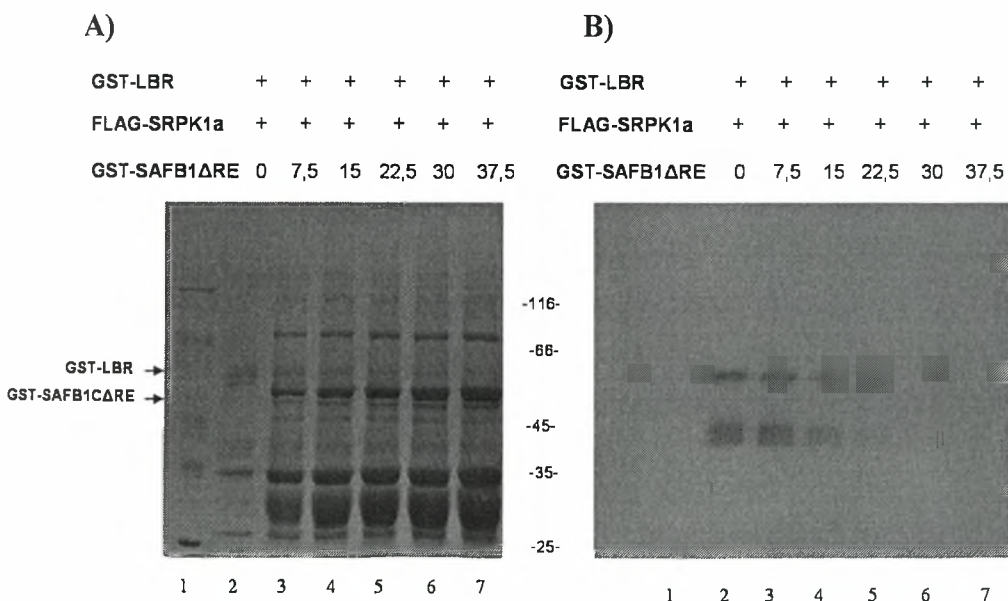 A)
GST-LBR + + + + + +
FLAG-SRPK1a + + + + + +
GST-SAFB1ΔRE 0 7,5 15 22,5 30 37,5
GST-LBR
GST-SAFB1CΔRE
1 2 3 4 5 6 7
-116-
-66-
-45-
-35-
-25-
B)
GST-LBR + + + + + +
FLAG-SRPK1a + + + + + +
GST-SAFB1ΔRE 0 7,5 15 22,5 30 37,5
1 2 3 4 5 6 7